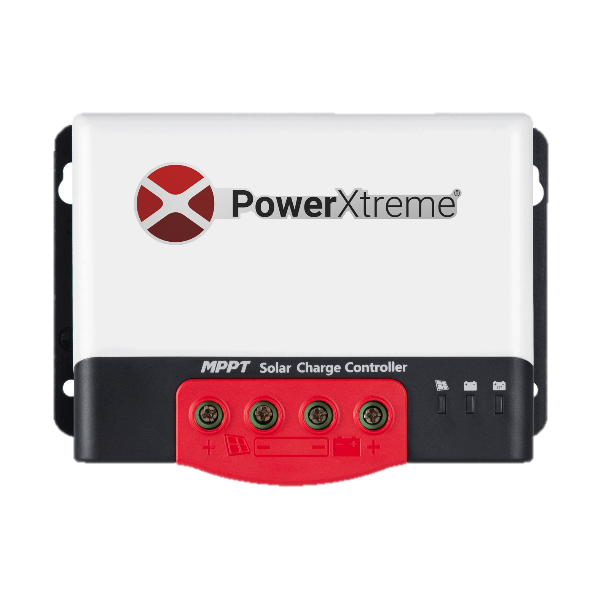 PowerXtreme®
MPPT Solar Charge Controller
+ - - +